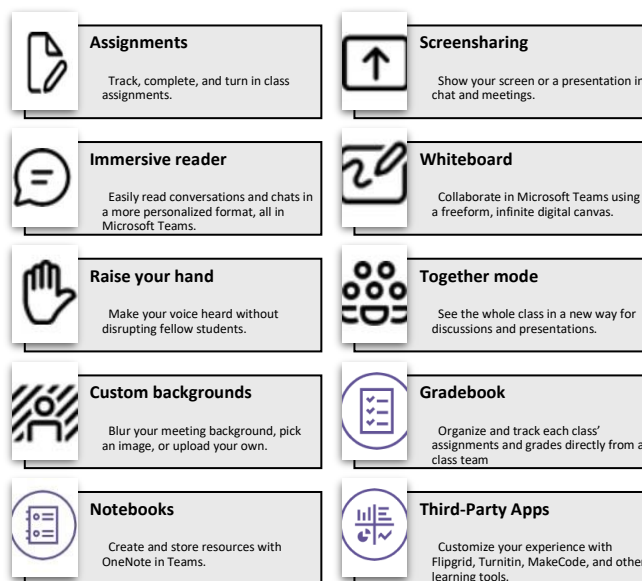 Assignments
Track, complete, and turn in class
assignments.
Screensharing
Show your screen or a presentation in
chat and meetings.
Immersive reader
Easily read conversations and chats in
a more personalized format, all in
Microsoft Teams.
Whiteboard
Collaborate in Microsoft Teams using
a freeform, infinite digital canvas.
Raise your hand
Make your voice heard without
disrupting fellow students.
Together mode
See the whole class in a new way for
discussions and presentations.
Custom backgrounds
Blur your meeting background, pick
an image, or upload your own.
Gradebook
Organize and track each class’
assignments and grades directly from a
class team
Notebooks
Create and store resources with
OneNote in Teams.
Third-Party Apps
Customize your experience with
Flipgrid, Turnitin, MakeCode, and other
learning tools.